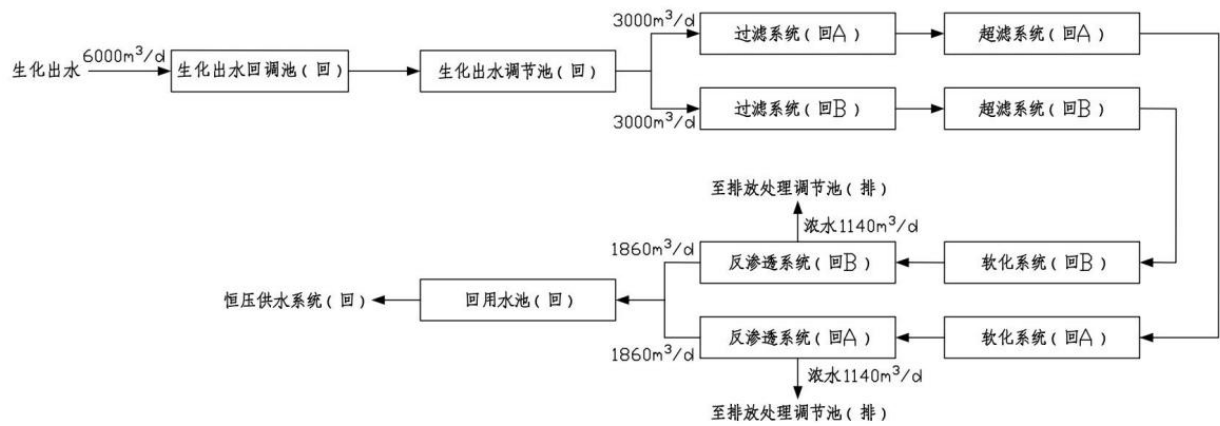 生化出水
6000m³/d
生化出水回调池(回)
生化出水调节池(回)
3000m³/d
过滤系统(回A)
超滤系统(回A)
3000m³/d
过滤系统(回B)
超滤系统(回B)
至排放处理调节池(排)
浓水1140m³/d
1860m³/d
反渗透系统(回B)
软化系统(回B)
恒压供水系统(回)
回用水池(回)
1860m³/d
反渗透系统(回A)
软化系统(回A)
浓水1140m³/d
至排放处理调节池(排)